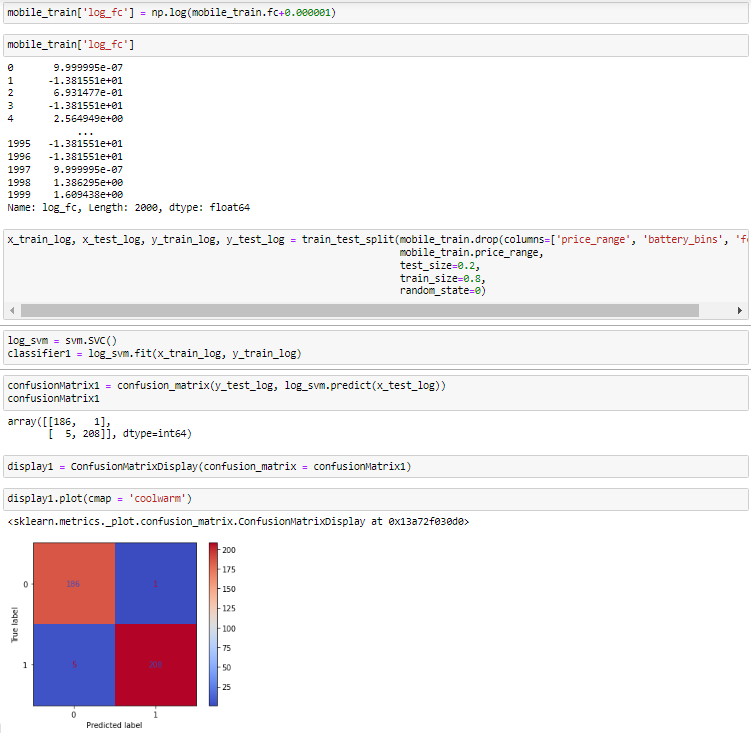 mobile_train['log_fc'] = np.log(mobile_train.fc+0.000001)
mobile_train['log_fc']
0 9.999995e-07
1 -1.381551e+01
2 6.931477e-01
3 -1.381551e+01
4 2.564949e+00
...
1995 -1.381551e+01
1996 -1.381551e+01
1997 9.999995e-07
1998 1.386295e+00
1999 1.609438e+00
Name: log_fc, Length: 2000, dtype: float64
x_train_log, x_test_log, y_train_log, y_test_log = train_test_split(mobile_train.drop(columns=['price_range', 'battery_bins', 'f
mobile_train.price_range,
test_size=0.2,
train_size=0.8,
random_state=0)
log_svm = svm.SVC()
classifier1 = log_svm.fit(x_train_log, y_train_log)
confusionMatrix1 = confusion_matrix(y_test_log, log_svm.predict(x_test_log))
confusionMatrix1
array([[186, 1],
[ 5, 208]], dtype=int64)
display1 = ConfusionMatrixDisplay(confusion_matrix = confusionMatrix1)
display1.plot(cmap = 'coolwarm')
<sklearn.metrics._plot.confusion_matrix.ConfusionMatrixDisplay at 0x13a72f030d0>
200
175
150
125
100
75
50
25
0
186 1
True label
1
5 208
0 1
Predicted label